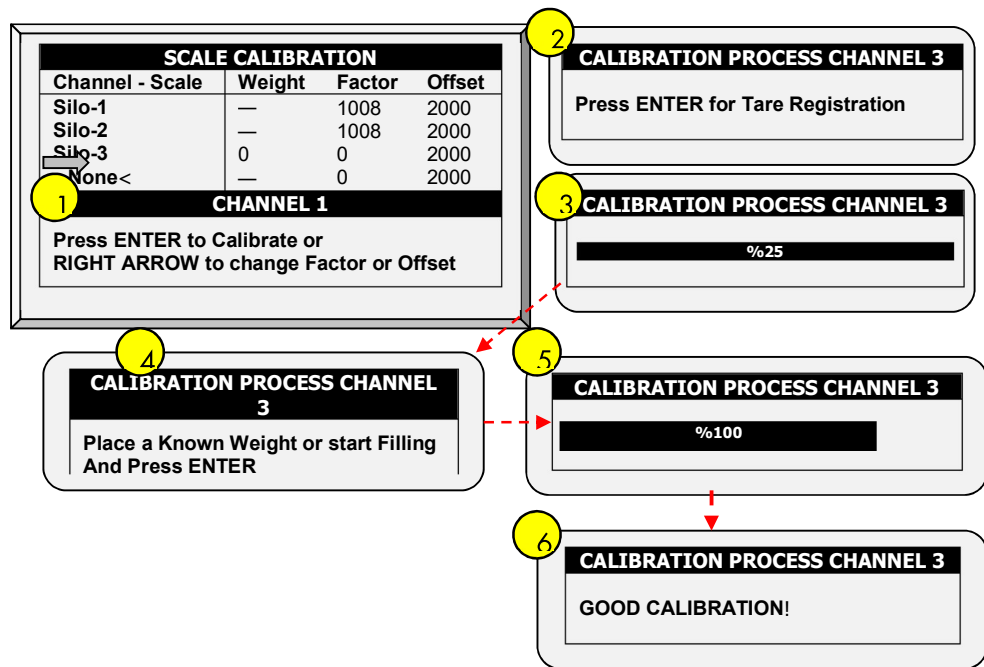 SCALE CALIBRATION
Channel - Scale Weight Factor Offset
Silo-1 — 1008 2000
Silo-2 — 1008 2000
Silo-3 0 0 2000
None< — 0 2000
1
CHANNEL 1
Press ENTER to Calibrate or
RIGHT ARROW to change Factor or Offset
2
CALIBRATION PROCESS CHANNEL 3
Press ENTER for Tare Registration
3
CALIBRATION PROCESS CHANNEL 3
%25
4
CALIBRATION PROCESS CHANNEL
3
Place a Known Weight or start Filling
And Press ENTER
5
CALIBRATION PROCESS CHANNEL 3
%100
6
CALIBRATION PROCESS CHANNEL 3
GOOD CALIBRATION!